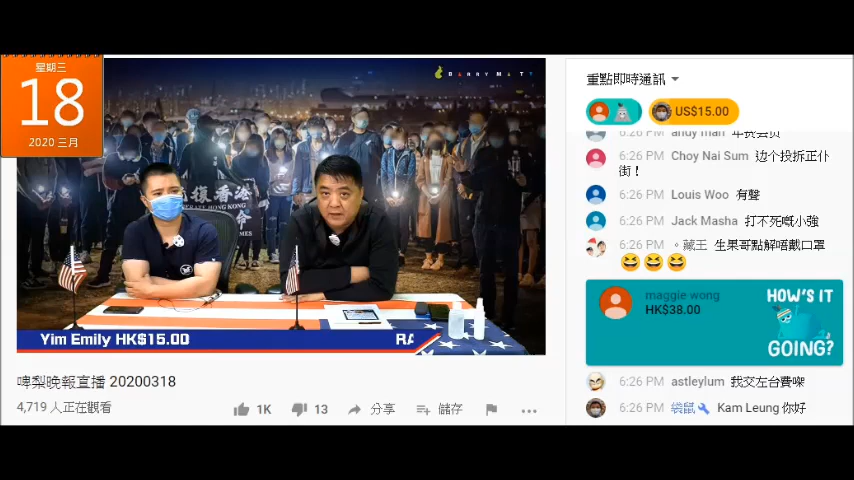 星期三
18
2020 三月
BARRYMATT
復香港
Yim Emily HK$15.00
RA
啤梨晚報直播 20200318
4,719 人正在觀看
1K
13
分享
儲存
重點即時通訊
US$15.00
6:26 PM andy man
6:26 PM Choy Nai Sum 边个投拆正仆
街！
6:26 PM Louis Woo 有聲
6:26 PM Jack Masha 打不死嘅小強
6:26 PM 。藏王 生果哥點解唔戴口罩
maggie wong
HK$38.00
HOW'S IT
GOING?
6:26 PM astleylum 我交左台費㗎
6:26 PM 袋鼠 Kam Leung 你好